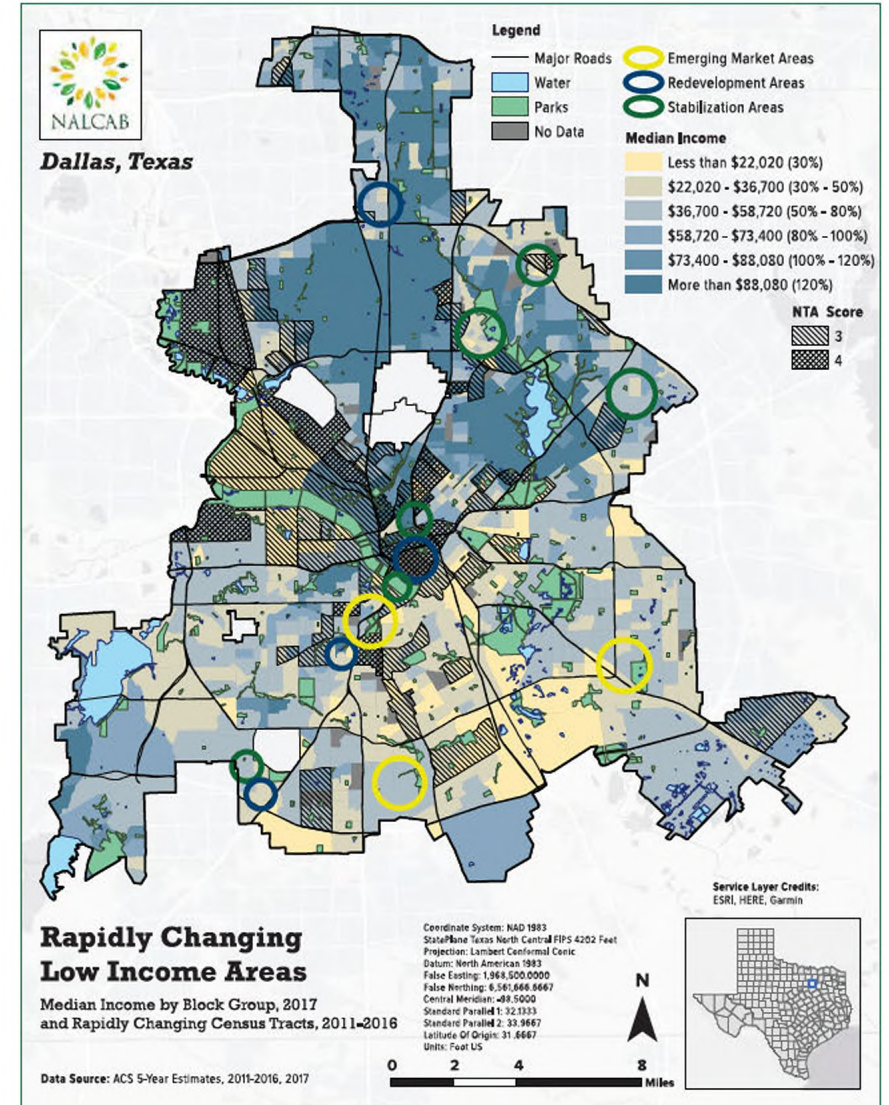 NALCAB
Dallas, Texas
Legend
Major Roads
Water
Parks
No Data
Emerging Market Areas
Redevelopment Areas
Stabilization Areas
Median Income
Less than $22,020 (30%)
$22,020 - $36,700 (30% - 50%)
$36,700 - $58,720 (50% - 80%)
$58,720 - $73,400 (80% - 100%)
$73,400 - $88,080 (100% - 120%)
More than $88,080 (120%)
NTA Score
3
4
Rapidly Changing
Low Income Areas
Median Income by Block Group, 2017
and Rapidly Changing Census Tracts, 2011-2016
Data Source: ACS 5-Year Estimates, 2011-2016, 2017
Coordinate System: NAD 1983
StatePlane Texas North Central FIPS 4202 Feet
Projection: Lambert Conformal Conic
Datum: North American 1983
False Easting: 1,968,500.0000
False Northing: 6,561,666.6667
Central Meridian: -98.5000
Standard Parallel 1: 32.1333
Standard Parallel 2: 33.9667
Latitude Of Origin: 31.6667
Units: Foot US
N
0 2 4 8
Miles
Service Layer Credits:
ESRI, HERE, Garmin